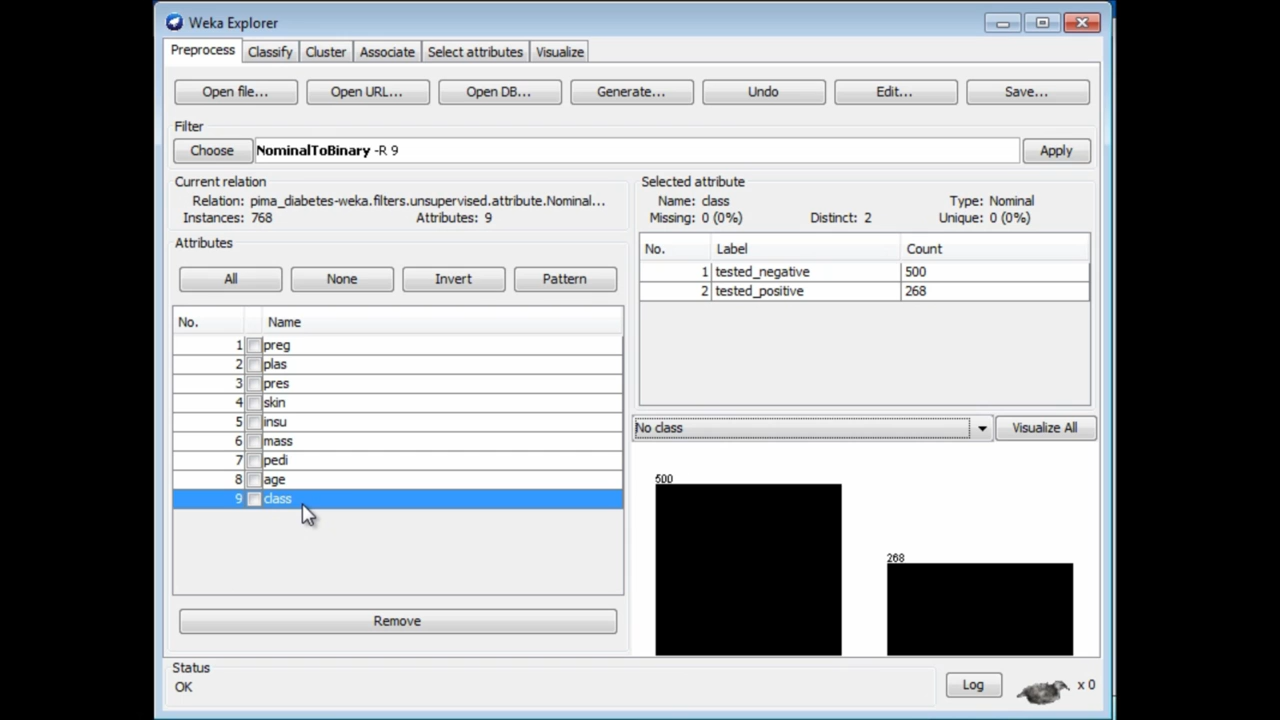 Weka Explorer
Preprocess Classify Cluster Associate Select attributes Visualize
Open file... Open URL... Open DB... Generate... Undo Edit... Save...
Filter
Choose NominalToBinary -R 9 Apply
Current relation
Relation: pima_diabetes-weka.filters.unsupervised.attribute.Nominal...
Instances: 768 Attributes: 9
Attributes
All None Invert Pattern
No. Name
1 preg
2 plas
3 pres
4 skin
5 insu
6 mass
7 pedi
8 age
9 class
Remove
Selected attribute
Name: class Type: Nominal
Missing: 0 (0%) Distinct: 2 Unique: 0 (0%)
No. Label Count
1 tested_negative 500
2 tested_positive 268
No class Visualize All
500
268
Status
OK
Log x 0